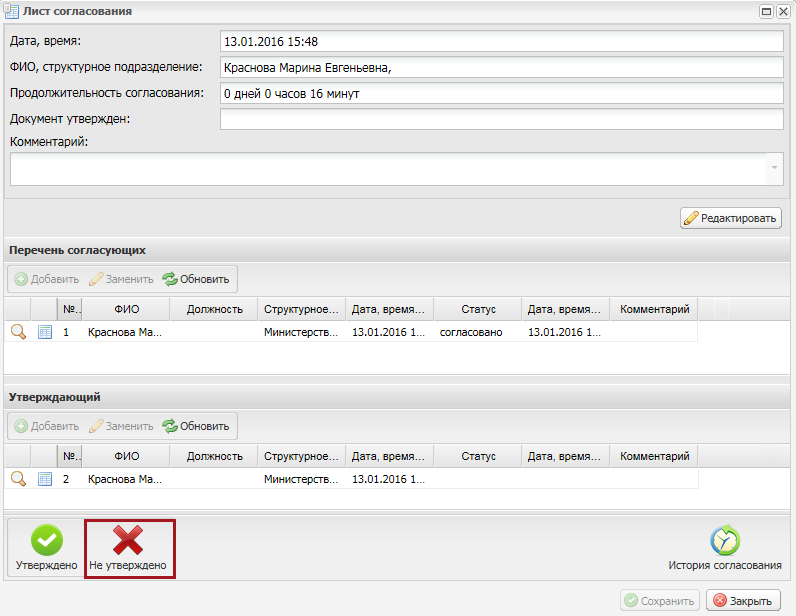 Лист согласования
Дата, время: 13.01.2016 15:48
ФИО, структурное подразделение: Краснова Марина Евгеньевна,
Продолжительность согласования: 0 дней 0 часов 16 минут
Документ утвержден:
Комментарий:
Редактировать
Перечень согласующих
Добавить Заменить Обновить
№.. ФИО Должность Структурное... Дата, время... Статус Дата, время... Комментарий
1 Краснова Ма... Министерств... 13.01.2016 1... согласовано 13.01.2016 1...
Утверждающий
Добавить Заменить Обновить
№.. ФИО Должность Структурное... Дата, время... Статус Дата, время... Комментарий
2 Краснова Ма... Министерств... 13.01.2016 1...
Утверждено Не утверждено История согласования
Сохранить Закрыть